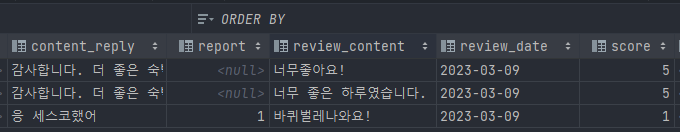 ORDER BY
content_reply report review_content review_date score
감사합니다. 더 좋은 숙 <null> 너무좋아요! 2023-03-09 5
감사합니다. 더 좋은 숙 <null> 너무 좋은 하루였습니다. 2023-03-09 5
응 세스코했어 1 바퀴벌레나와요! 2023-03-09 1